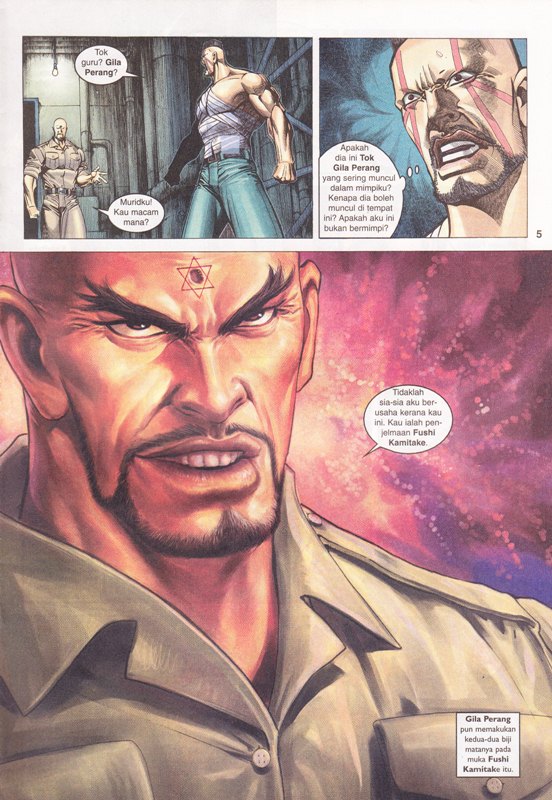 Tok
guru? Gila
Perang?
Muridku!
Kau macam
mana?
Apakah
dia ini Tok
Gila Perang
yang sering muncul
dalam mimpiku?
Kenapa dia boleh
muncul di tempat
ini? Apakah aku ini
bukan bermimpi?
5
Tidaklah
sia-sia aku ber-
usaha kerana kau
ini. Kau ialah pen-
jelmaan Fushi
Kamitake.
Gila Perang
pun memakukan
kedua-dua biji
matanya pada
muka Fushi
Kamitake itu.